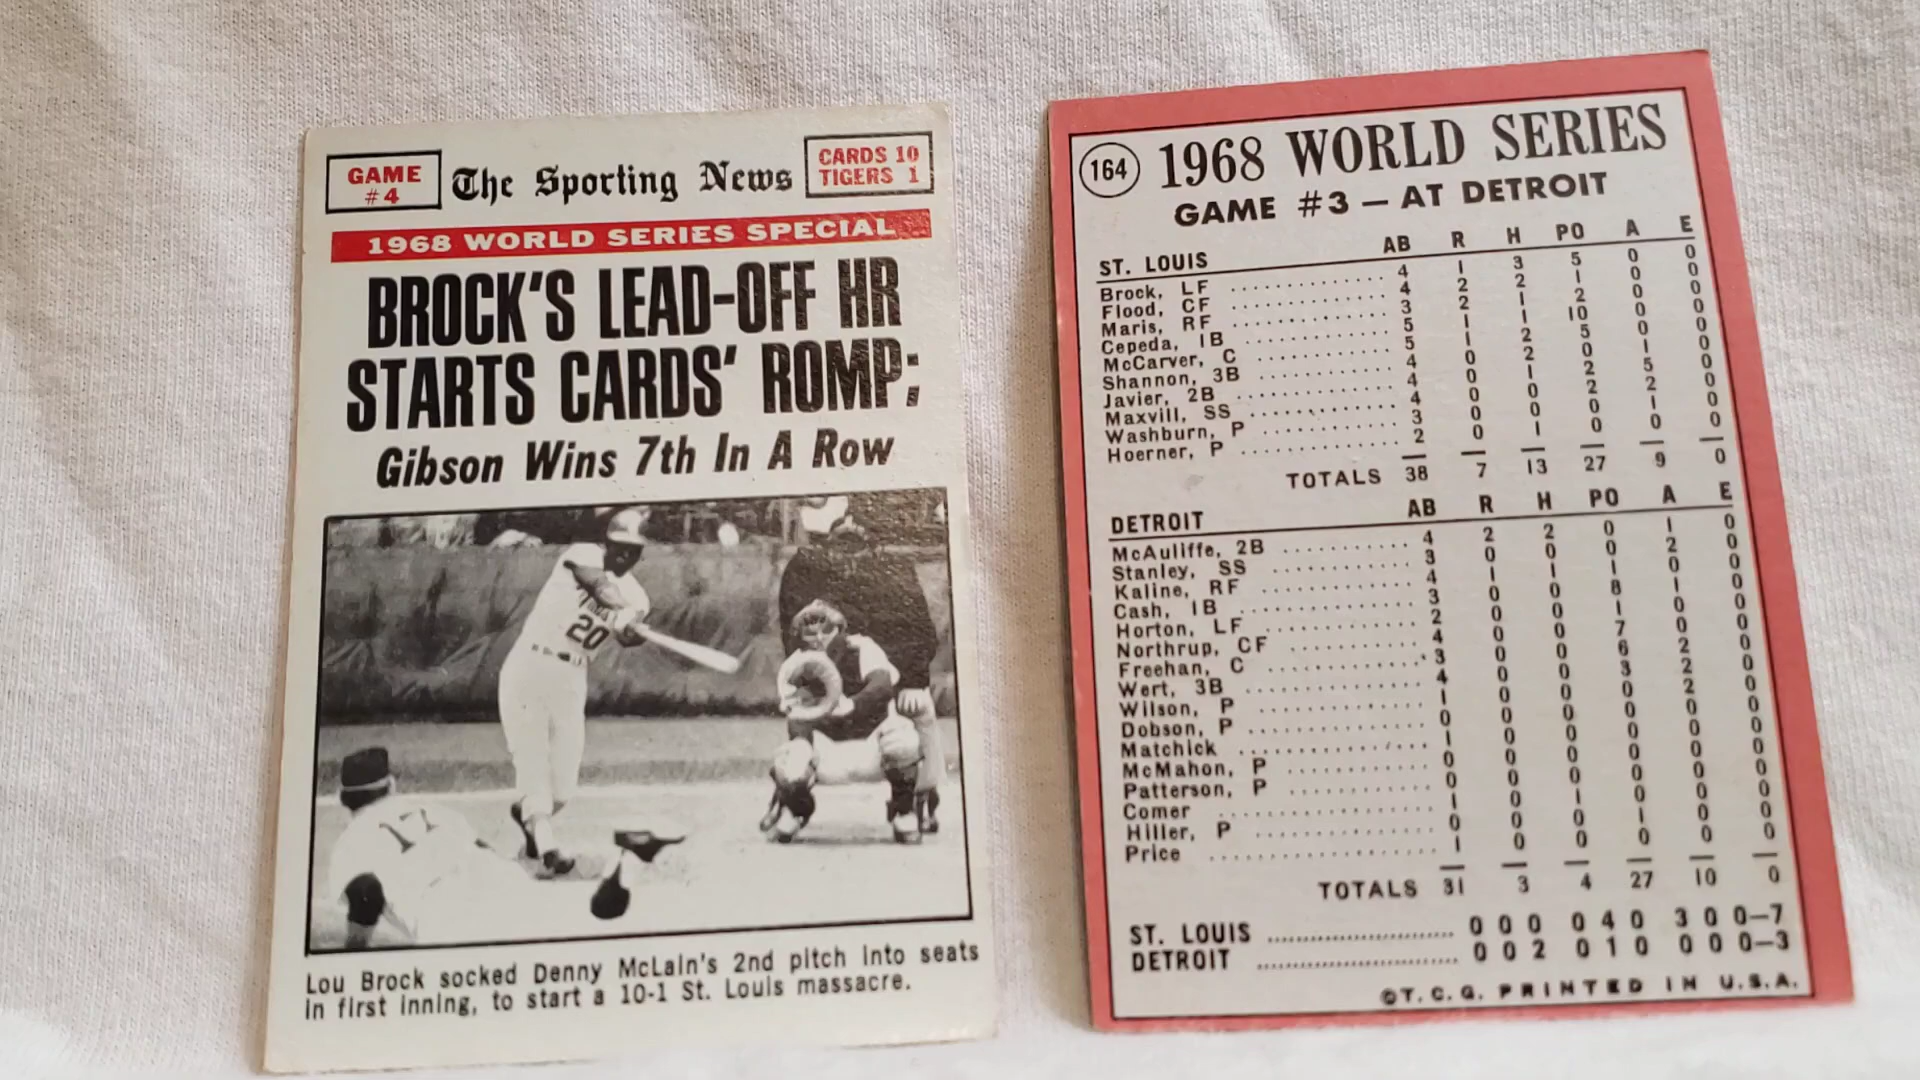 GAME #4
The Sporting News
CARDS 10
TIGERS 1
1968 WORLD SERIES SPECIAL
BROCK'S LEAD-OFF HR
STARTS CARDS' ROMP;
Gibson Wins 7th In A Row
20
17
Lou Brock socked Denny McLain's 2nd pitch into seats
in first inning, to start a 10-1 St. Louis massacre.
164 1968 WORLD SERIES
GAME #3 — AT DETROIT
ST. LOUIS AB R H PO A E
Brock, LF 4 1 3 5 0 0
Flood, CF 4 2 2 1 0 0
Maris, RF 3 2 1 2 0 0
Cepeda, 1B 5 1 1 10 0 0
McCarver, C 5 1 2 5 0 0
Shannon, 3B 4 0 2 0 1 0
Javier, 2B 4 0 1 2 5 0
Maxvill, SS 4 0 0 2 2 0
Washburn, P 3 0 0 0 1 0
Hoerner, P 2 0 1 0 0 0
TOTALS 38 7 13 27 9 0
DETROIT AB R H PO A E
McAuliffe, 2B 4 2 2 0 1 0
Stanley, SS 3 0 0 0 2 0
Kaline, RF 4 1 1 1 0 0
Cash, 1B 3 0 0 8 1 0
Horton, LF 2 0 0 1 0 0
Northrup, CF 4 0 0 7 0 0
Freehan, C 3 0 0 6 2 0
Wert, 3B 4 0 0 3 2 0
Wilson, P 1 0 0 0 2 0
Dobson, P 0 0 0 0 0 0
Matchick 1 0 0 0 0 0
McMahon, P 0 0 0 0 0 0
Patterson, P 0 0 0 0 0 0
Comer 1 0 1 0 0 0
Hiller, P 0 0 0 1 0 0
Price 1 0 0 0 0 0
TOTALS 31 3 4 27 10 0
ST. LOUIS 0 0 0 0 4 0 3 0 0—7
DETROIT 0 0 2 0 1 0 0 0 0—3
©T.C.G. PRINTED IN U.S.A.